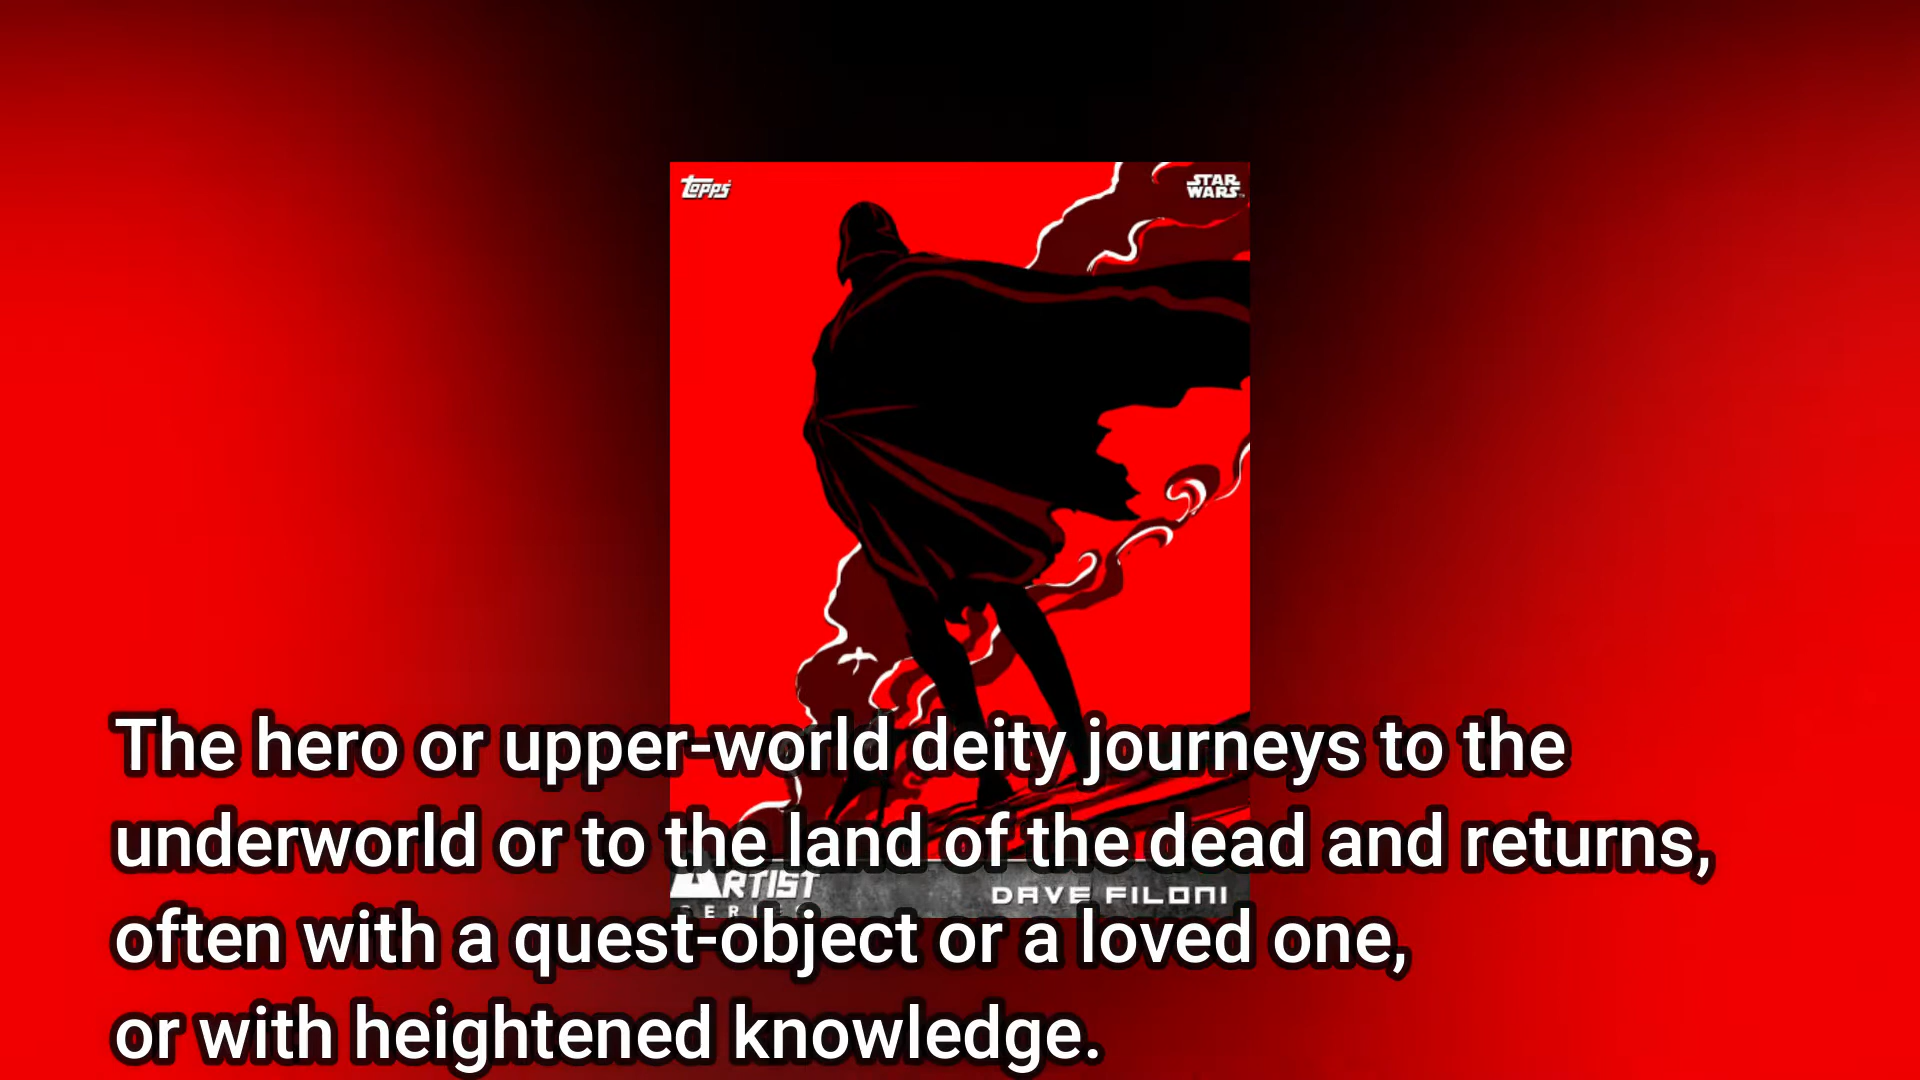 topps
STAR
WARS
The hero or upper-world deity journeys to the
underworld or to the land of the dead and returns,
ARTIST
DAVE FILONI
SERIES
often with a quest-object or a loved one,
or with heightened knowledge.